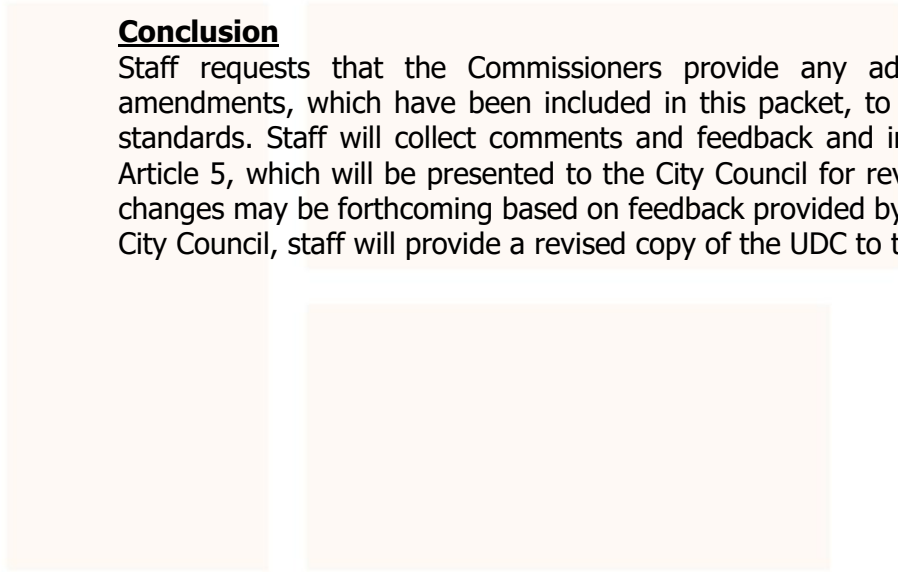 Conclusion
Staff requests that the Commissioners provide any
amendments, which have been included in this packet, to
standards. Staff will collect comments and feedback and
Article 5, which will be presented to the City Council for
changes may be forthcoming based on feedback provided by
City Council, staff will provide a revised copy of the UDC to